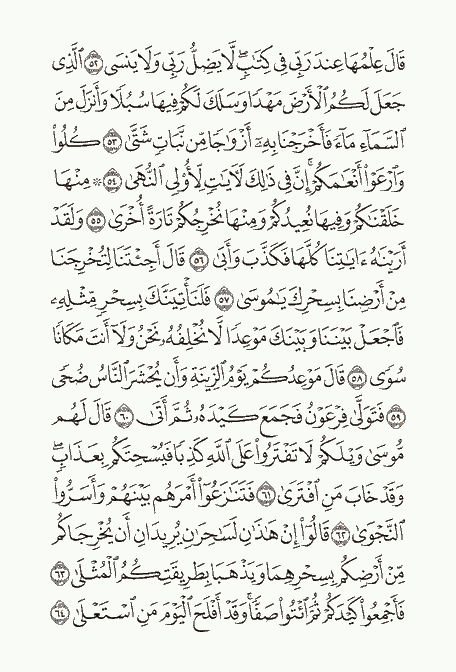 قَالَ عِلْمُهَا عِندَ رَبِّي فِي كِتَٰبٍۖ لَّا يَضِلُّ رَبِّي وَلَا يَنسَى ٥٢ ٱلَّذِي
جَعَلَ لَكُمُ ٱلْأَرْضَ مَهْدًا وَسَلَكَ لَكُمْ فِيهَا سُبُلًا وَأَنزَلَ مِنَ
ٱلسَّمَآءِ مَآءً فَأَخْرَجْنَا بِهِۦٓ أَزْوَٰجًا مِّن نَّبَاتٍ شَتَّىٰ ٥٣ كُلُوا۟
وَٱرْعَوْا۟ أَنْعَٰمَكُمْۗ إِنَّ فِي ذَٰلِكَ لَءَايَٰتٍ لِّأُو۟لِي ٱلنُّهَىٰ ٥٤ ۞ مِنْهَا
خَلَقْنَٰكُمْ وَفِيهَا نُعِيدُكُمْ وَمِنْهَا نُخْرِجُكُمْ تَارَةً أُخْرَىٰ ٥٥ وَلَقَدْ
أَرَيْنَٰهُ ءَايَٰتِنَا كُلَّهَا فَكَذَّبَ وَأَبَىٰ ٥٦ قَالَ أَجِئْتَنَا لِتُخْرِجَنَا
مِنْ أَرْضِنَا بِسِحْرِكَ يَٰمُوسَىٰ ٥٧ فَلَنَأْتِيَنَّكَ بِسِحْرٍ مِّثْلِهِۦ
فَٱجْعَلْ بَيْنَنَا وَبَيْنَكَ مَوْعِدًا لَّا نُخْلِفُهُۥ نَحْنُ وَلَآ أَنتَ مَكَانًا
سُوًى ٥٨ قَالَ مَوْعِدُكُمْ يَوْمُ ٱلزِّينَةِ وَأَن يُحْشَرَ ٱلنَّاسُ ضُحًى
٥٩ فَتَوَلَّىٰ فِرْعَوْنُ فَجَمَعَ كَيْدَهُۥ ثُمَّ أَتَىٰ ٦٠ قَالَ لَهُم
مُّوسَىٰ وَيْلَكُمْ لَا تَفْتَرُوا۟ عَلَى ٱللَّهِ كَذِبًا فَيُسْحِتَكُم بِعَذَابٍۖ
وَقَدْ خَابَ مَنِ ٱفْتَرَىٰ ٦١ فَتَنَٰزَعُوٓا۟ أَمْرَهُم بَيْنَهُمْ وَأَسَرُّوا۟
ٱلنَّجْوَىٰ ٦٢ قَالُوٓا۟ إِنْ هَٰذَٰنِ لَسَٰحِرَٰنِ يُرِيدَانِ أَن يُخْرِجَاكُم
مِّنْ أَرْضِكُم بِسِحْرِهِمَا وَيَذْهَبَا بِطَرِيقَتِكُمُ ٱلْمُثْلَىٰ ٦٣
فَأَجْمِعُوا۟ كَيْدَكُمْ ثُمَّ ٱئْتُوا۟ صَفًّاۚ وَقَدْ أَفْلَحَ ٱلْيَوْمَ مَنِ ٱسْتَعْلَىٰ ٦٤